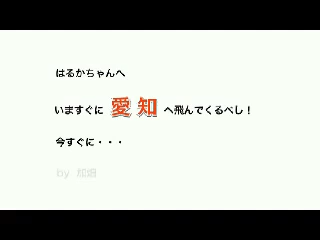 はるかちゃんへ
いますぐに 愛知 へ飛んでくるべし！
今すぐに・・・
by